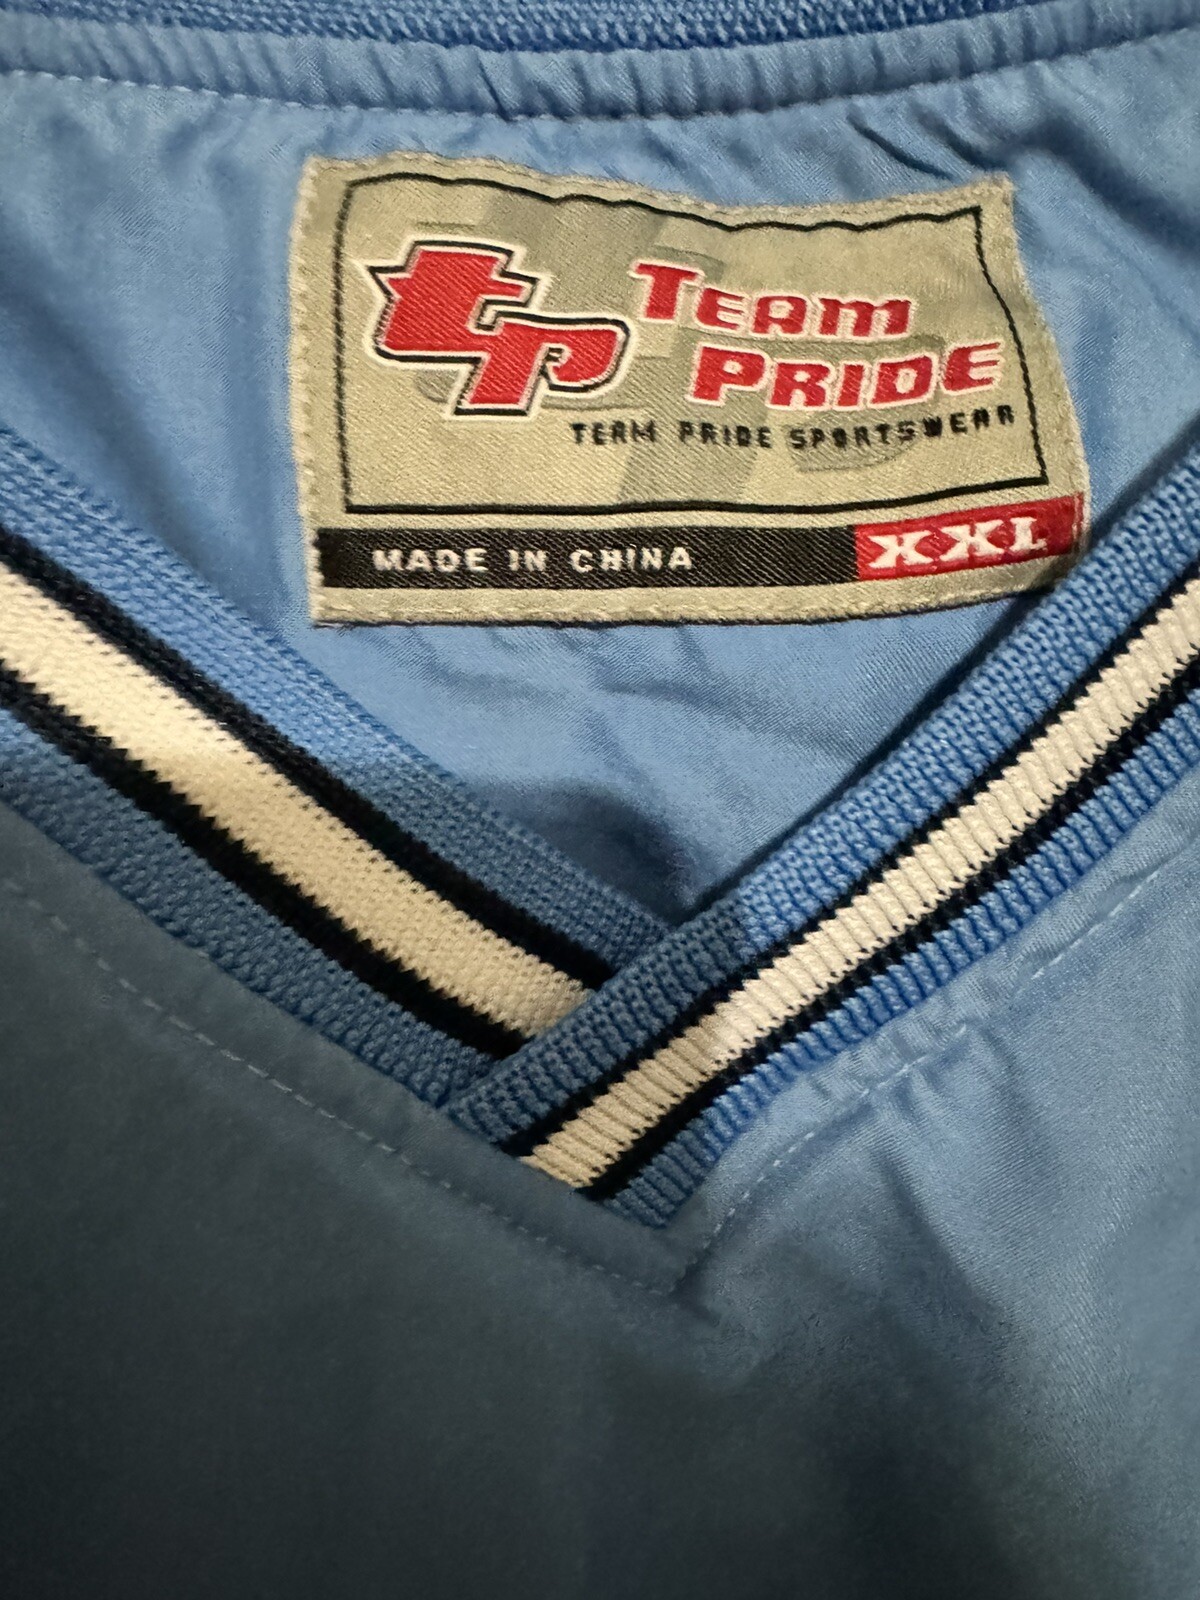 tp
TEAM
PRIDE
TEAM PRIDE SPORTSWEAR
MADE IN CHINA
XXL